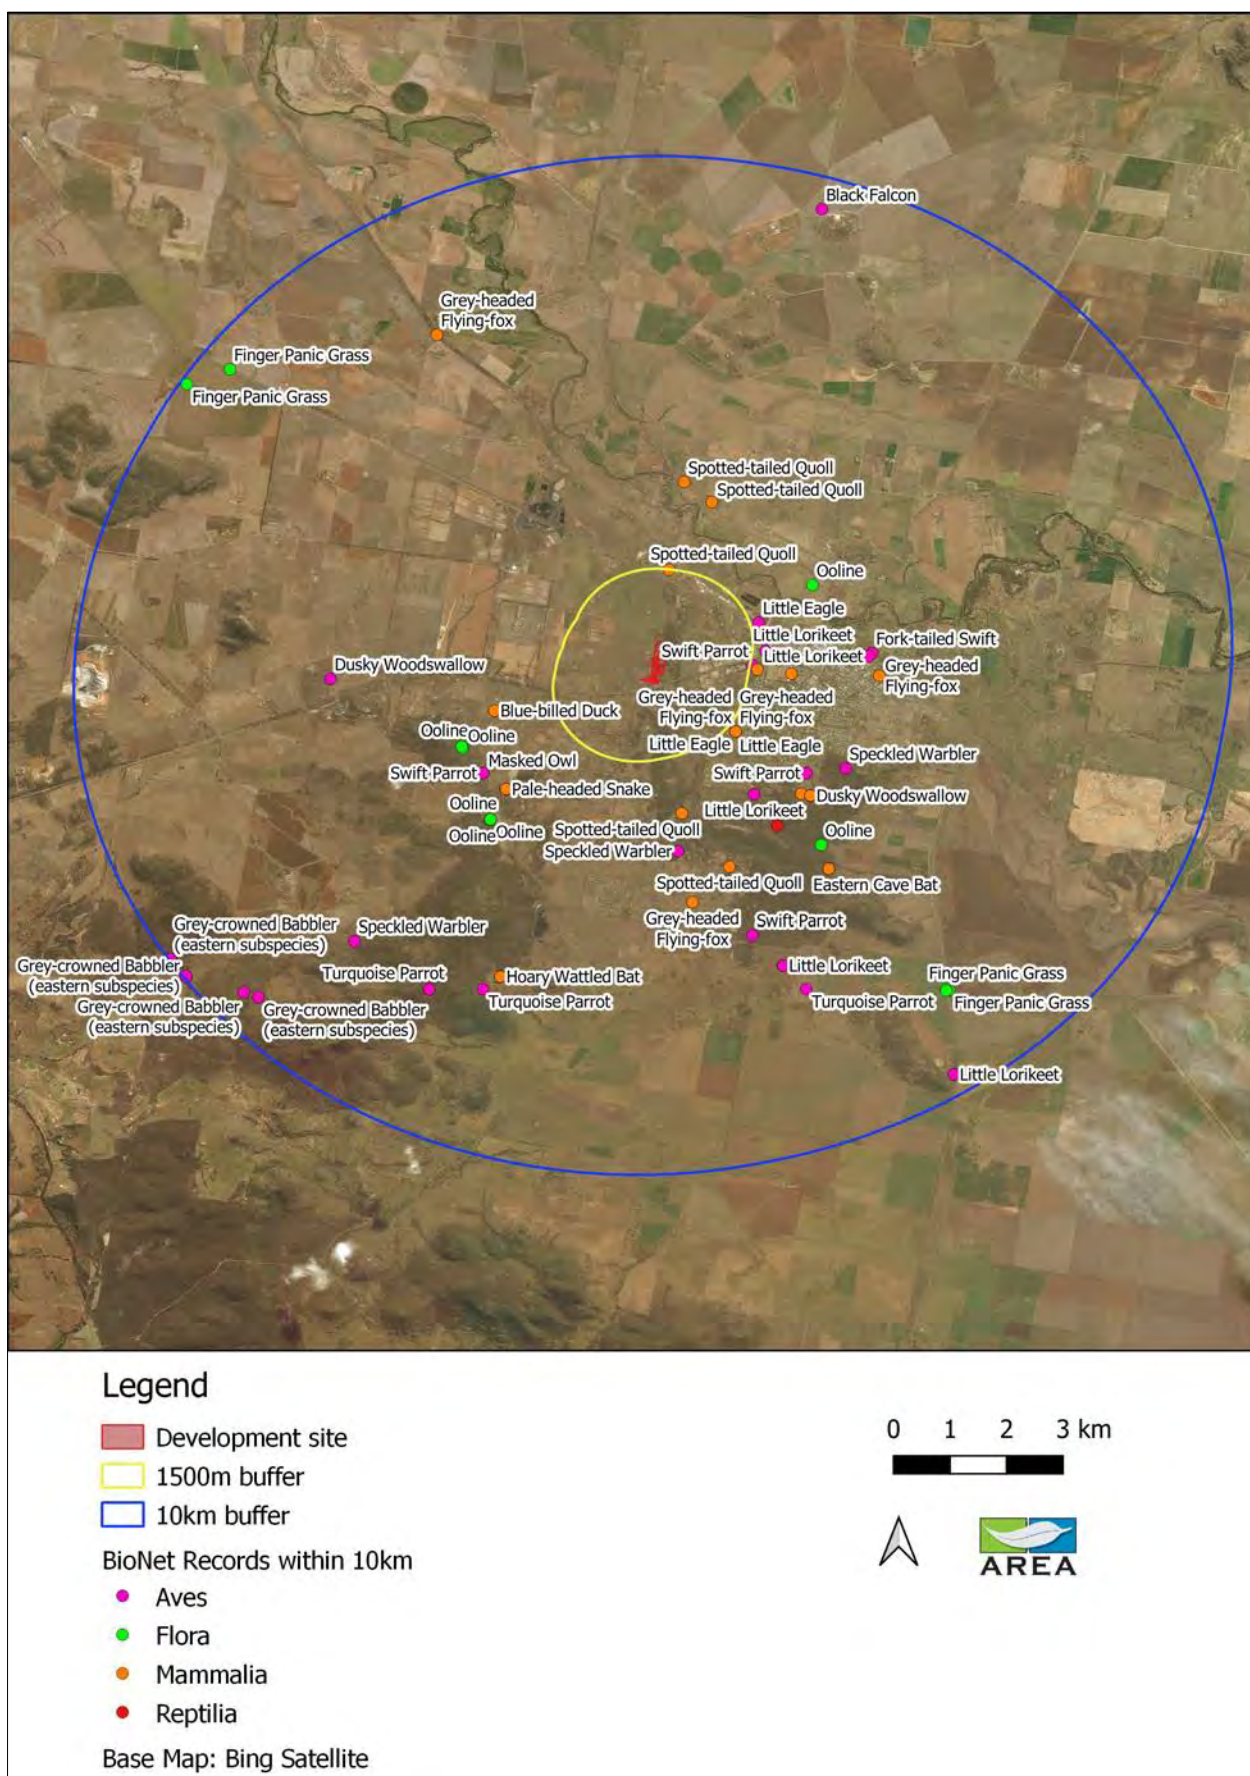 Black Falcon
Grey-headed
Flying-fox
Finger Panic Grass
Finger Panic Grass
Spotted-tailed Quoll
Spotted-tailed Quoll
Spotted-tailed Quoll
Ooline
Little Eagle
Little Lorikeet
Fork-tailed Swift
Swift Parrot
Little Lorikeet
Dusky Woodswallow
Grey-headed
Flying-fox
Grey-headed
Flying-fox
Grey-headed
Flying-fox
Blue-billed Duck
Ooline
Ooline
Little Eagle
Little Eagle
Masked Owl
Speckled Warbler
Swift Parrot
Swift Parrot
Pale-headed Snake
Dusky Woodswallow
Ooline
Little Lorikeet
Ooline
Ooline
Spotted-tailed Quoll
Ooline
Speckled Warbler
Spotted-tailed Quoll
Eastern Cave Bat
Grey-headed
Flying-fox
Swift Parrot
Grey-crowned Babbler
(eastern subspecies)
Speckled Warbler
Grey-crowned Babbler
(eastern subspecies)
Turquoise Parrot
Hoary Wattled Bat
Little Lorikeet
Finger Panic Grass
Grey-crowned Babbler
(eastern subspecies)
Grey-crowned Babbler
(eastern subspecies)
Turquoise Parrot
Turquoise Parrot
Finger Panic Grass
Little Lorikeet
Legend
Development site
1500m buffer
10km buffer
BioNet Records within 10km
Aves
Flora
Mammalia
Reptilia
Base Map: Bing Satellite
0 1 2 3 km
AREA